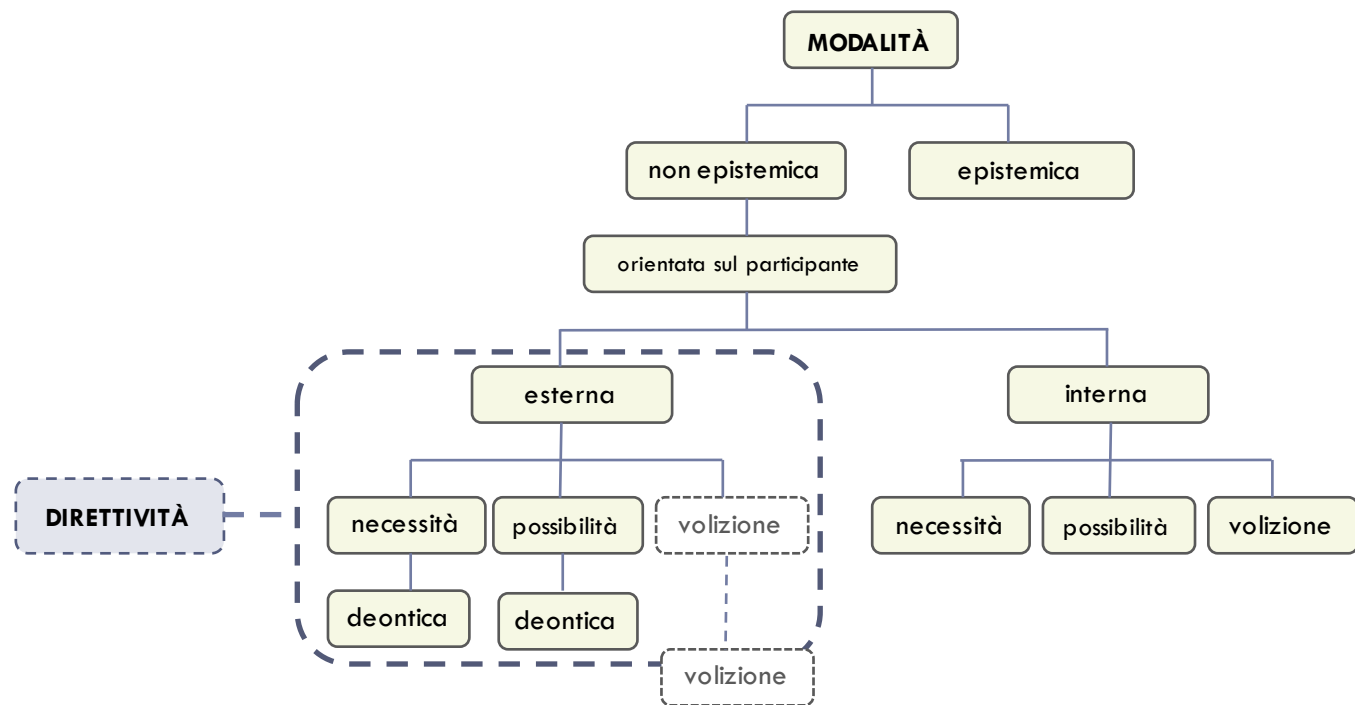 MODALITÀ
non epistemica
epistemica
orientata sul participante
esterna
interna
DIRETTIVITÀ
necessità
possibilità
volizione
necessità
possibilità
volizione
deontica
deontica
volizione